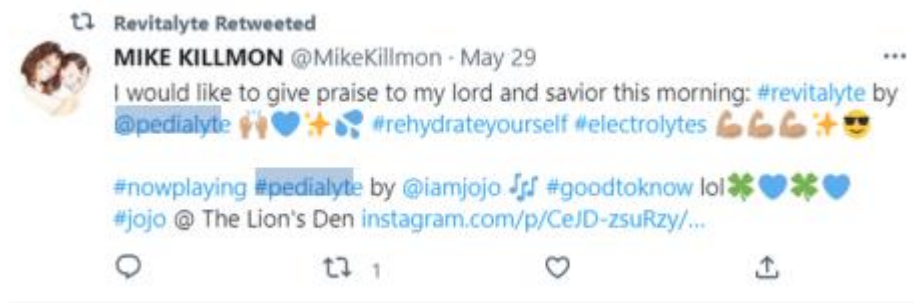 Revitalyte Retweeted
MIKE KILLMON @MikeKillmon · May 29
I would like to give praise to my lord and savior this morning: #revitalyte by
@pedialyte 🙌🏼💙✨💦 #rehydrateyourself #electrolytes 💪🏼💪🏼💪🏼✨😎
#nowplaying #pedialyte by @iamjojo 🎶 #goodtoknow lol🍀💙🍀💙
#jojo @ The Lion's Den instagram.com/p/CeJD-zsuRzy/...
1